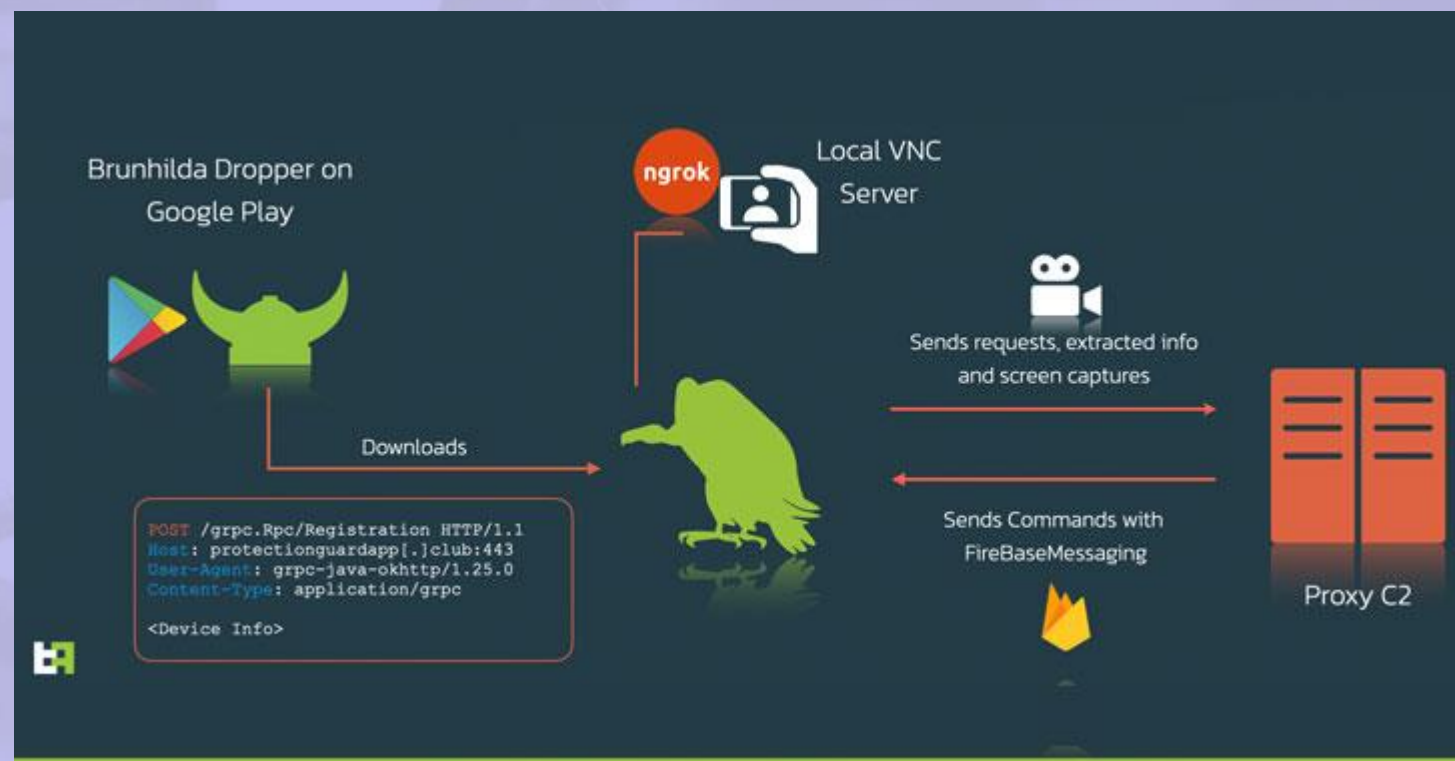 Brunhilda Dropper on
Google Play
ngrok
Local VNC
Server
Sends requests, extracted info
and screen captures
Downloads
POST /grpc.Rpc/Registration HTTP/1.1
Host: protectionguardapp[.]club:443
User-Agent: grpc-java-okhttp/1.25.0
Content-Type: application/grpc
<Device Info>
Sends Commands with
FireBaseMessaging
Proxy C2